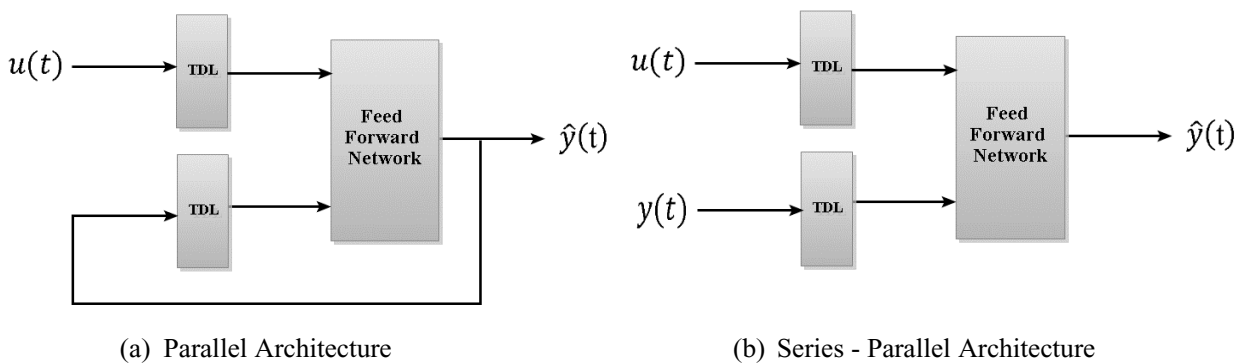 u(t)
TDL
Feed
Forward
Network
ŷ(t)
TDL
(a) Parallel Architecture
u(t)
TDL
Feed
Forward
Network
ŷ(t)
y(t)
TDL
(b) Series - Parallel Architecture